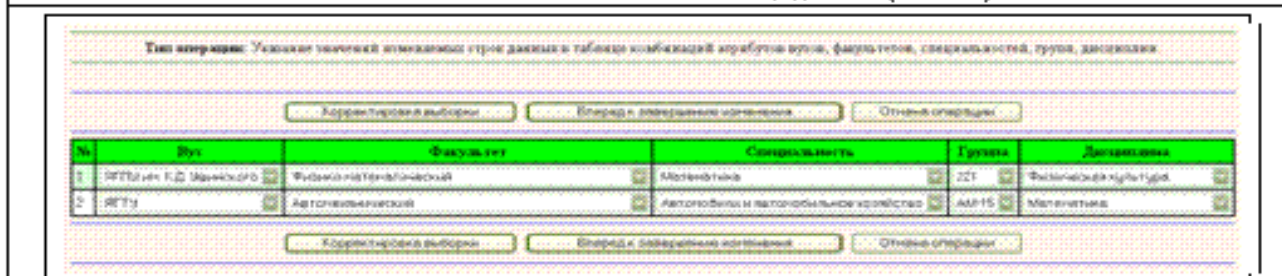 Тип операции: Указание значений изменяемых строк данных в таблице комбинаций атрибутов вузов, факультетов, специальностей, групп, дисциплин
Корректировка выборки Вперед к завершению изменения Отмена операции
№ Вуз Факультет Специальность Группа Дисциплина
1 ЯГПУ им. К.Д. Ушинского Физико-математический Математика 221 Физическая культура
2 ЯГТУ Автомеханический Автомобили и автомобильное хозяйство АМ-15 Математика
Корректировка выборки Вперед к завершению изменения Отмена операции